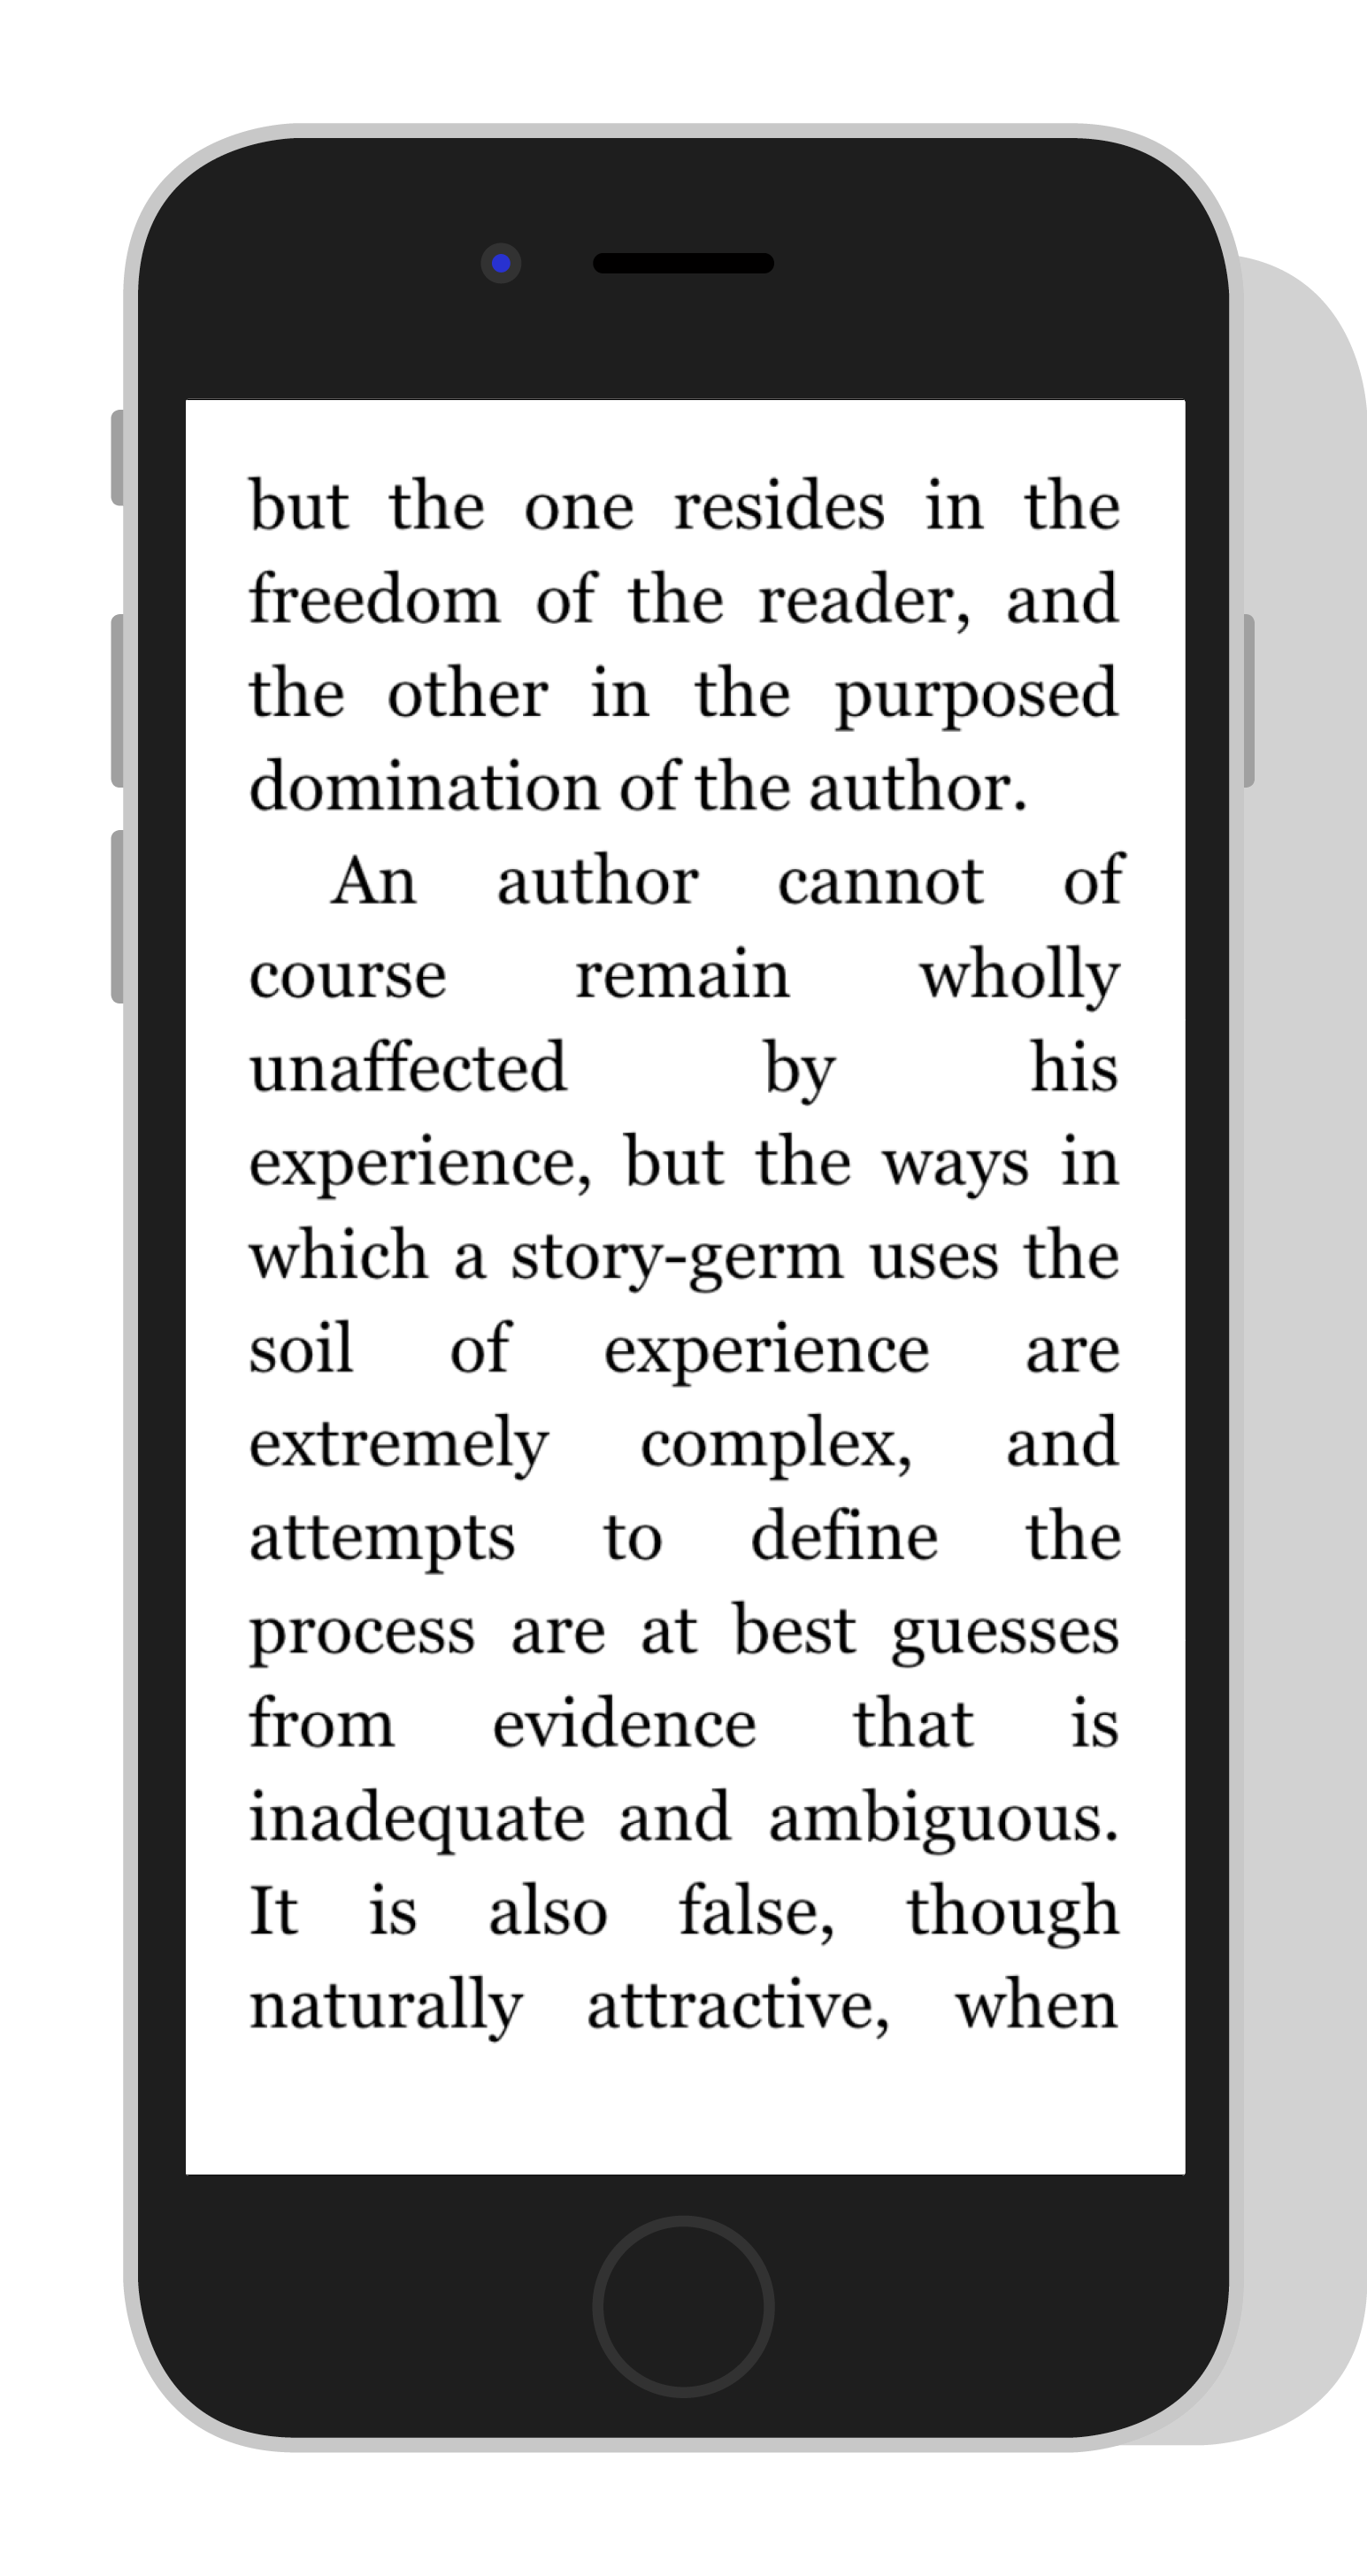 but the one resides in the
freedom of the reader, and
the other in the purposed
domination of the author.
An author cannot of
course remain wholly
unaffected by his
experience, but the ways in
which a story-germ uses the
soil of experience are
extremely complex, and
attempts to define the
process are at best guesses
from evidence that is
inadequate and ambiguous.
It is also false, though
naturally attractive, when